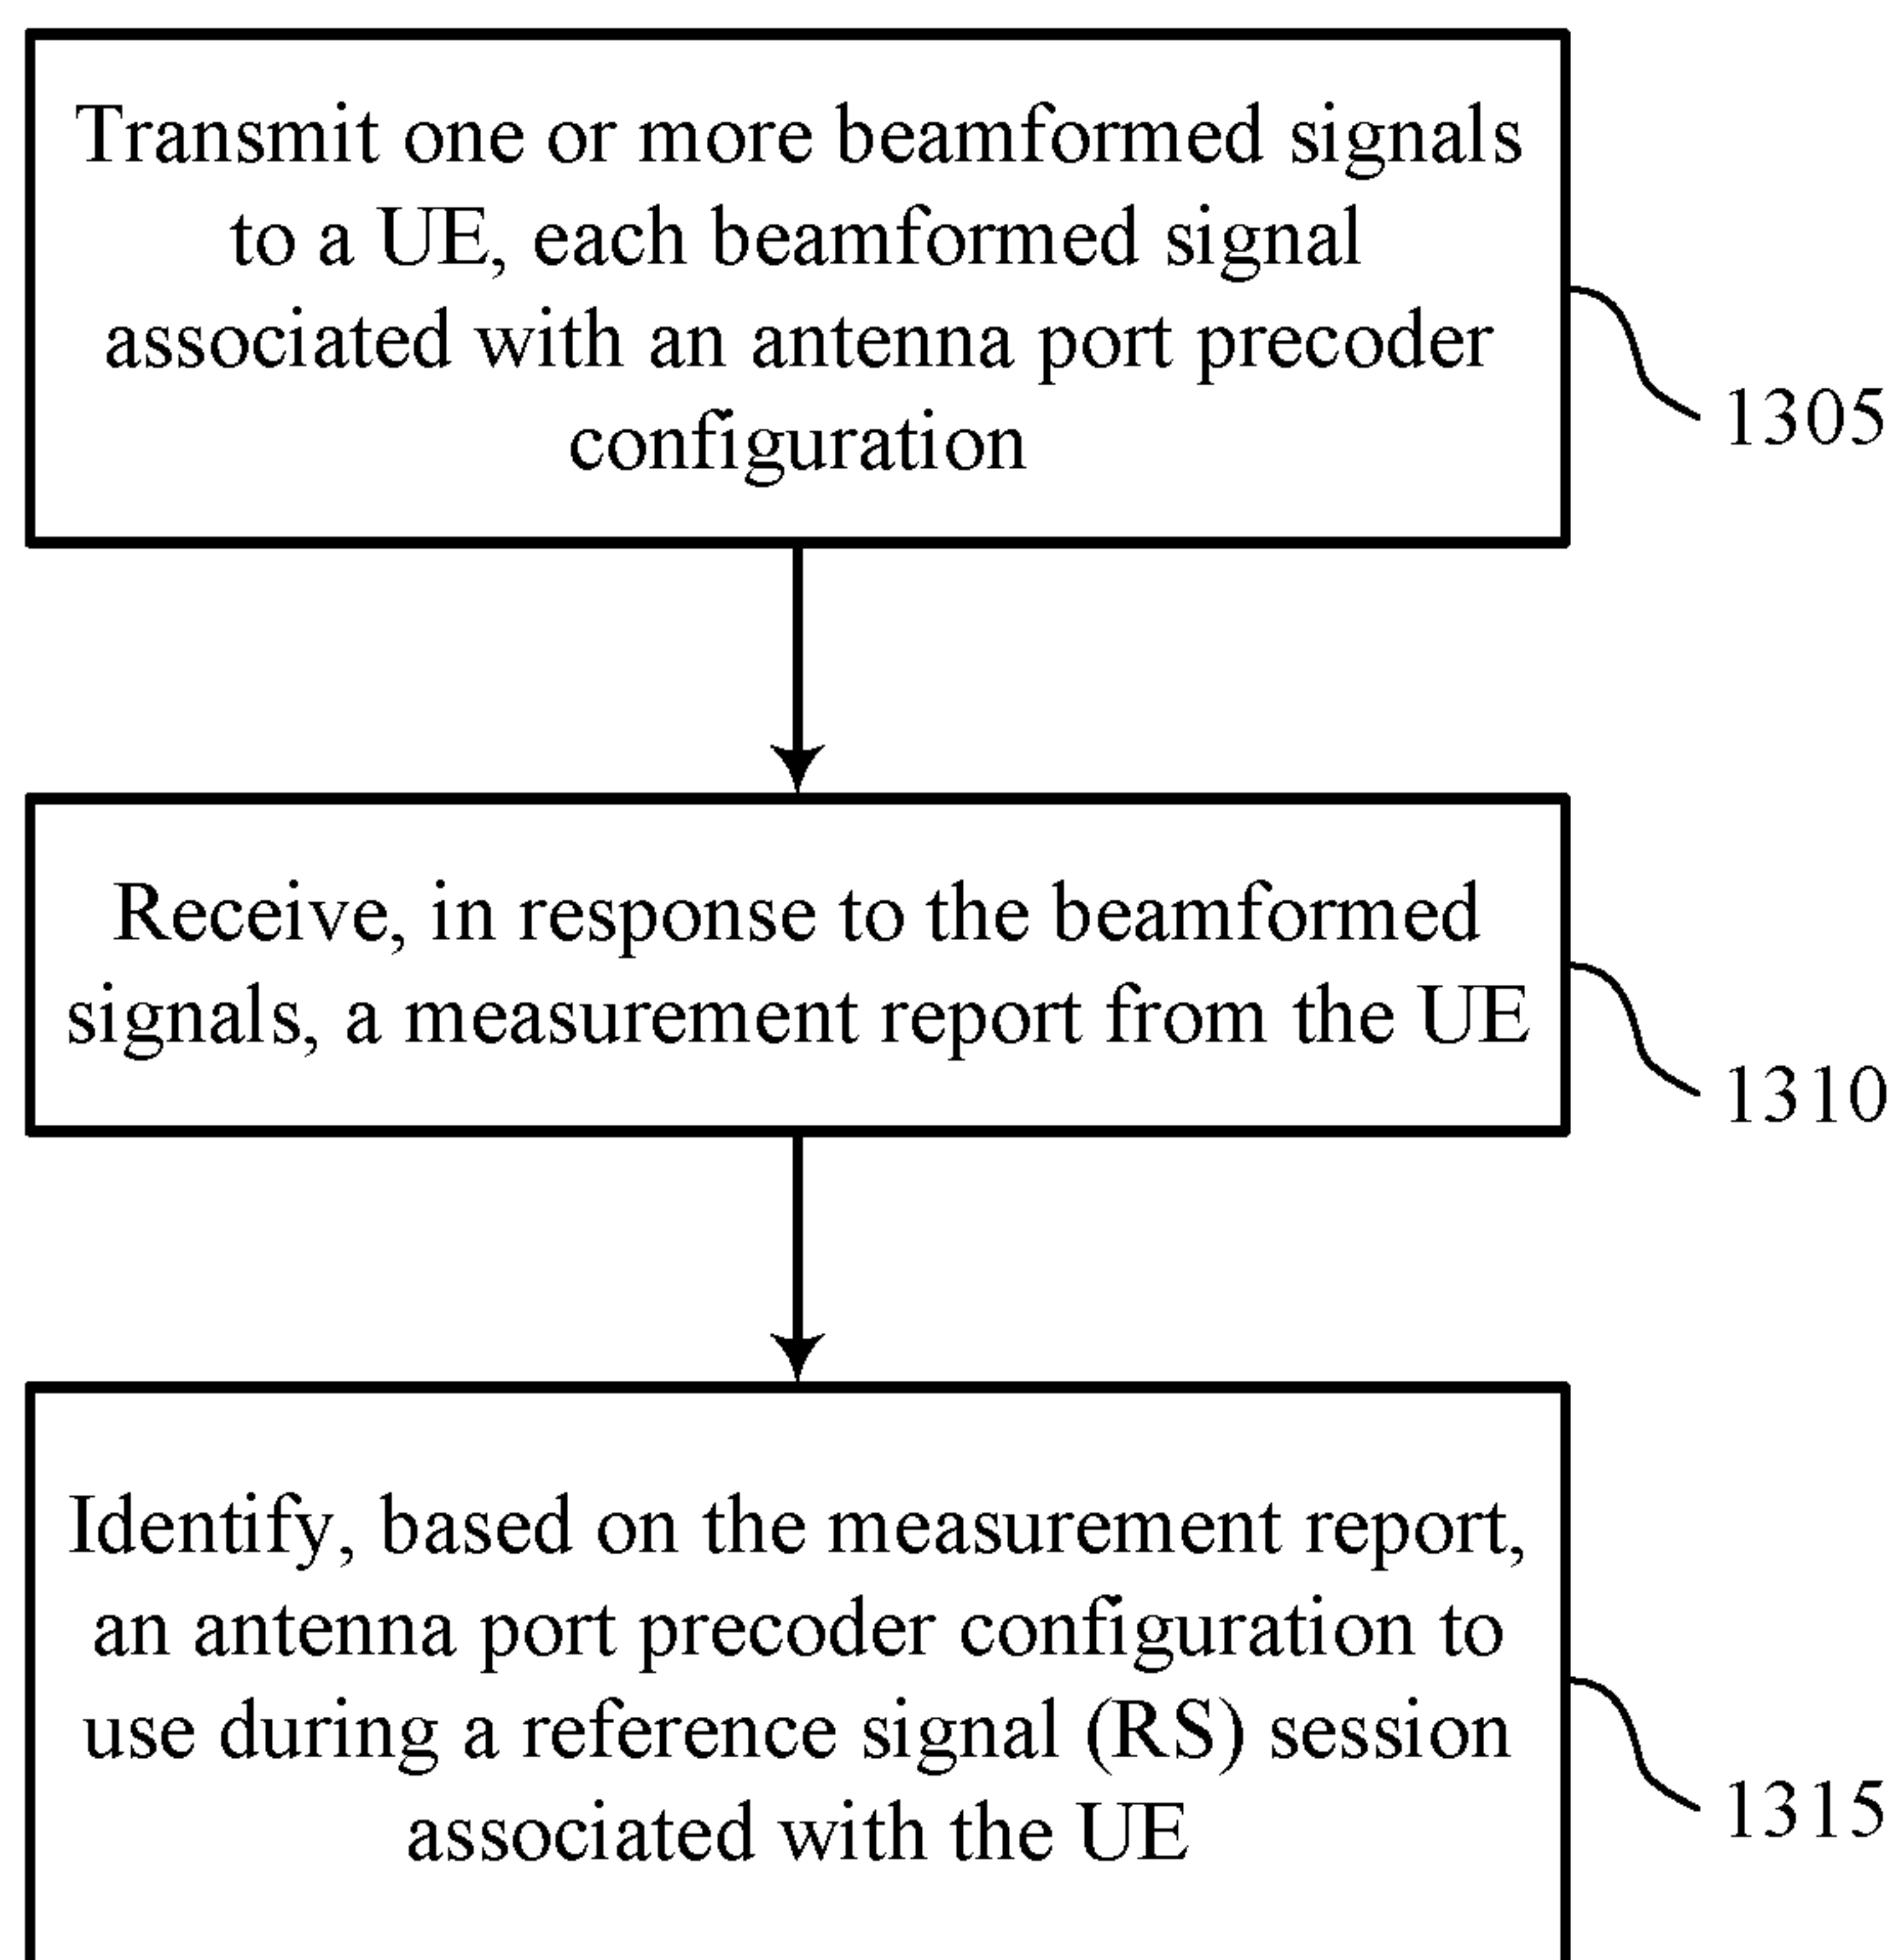 Transmit one or more beamformed signals
to a UE, each beamformed signal
associated with an antenna port precoder
configuration
1305
Receive, in response to the beamformed
signals, a measurement report from the UE
1310
Identify, based on the measurement report,
an antenna port precoder configuration to
use during a reference signal (RS) session
associated with the UE
1315